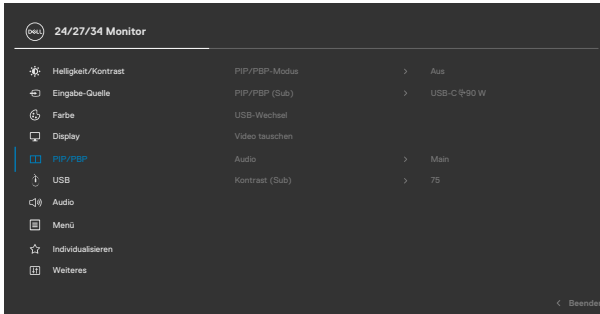 DELL 24/27/34 Monitor
Helligkeit/Kontrast PIP/PBP-Modus > Aus
Eingabe-Quelle PIP/PBP (Sub) > USB-C 90 W
Farbe USB-Wechsel
Display Video tauschen
PIP/PBP Audio > Main
USB Kontrast (Sub) > 75
Audio
Menü
Individualisieren
Weiteres
< Beenden